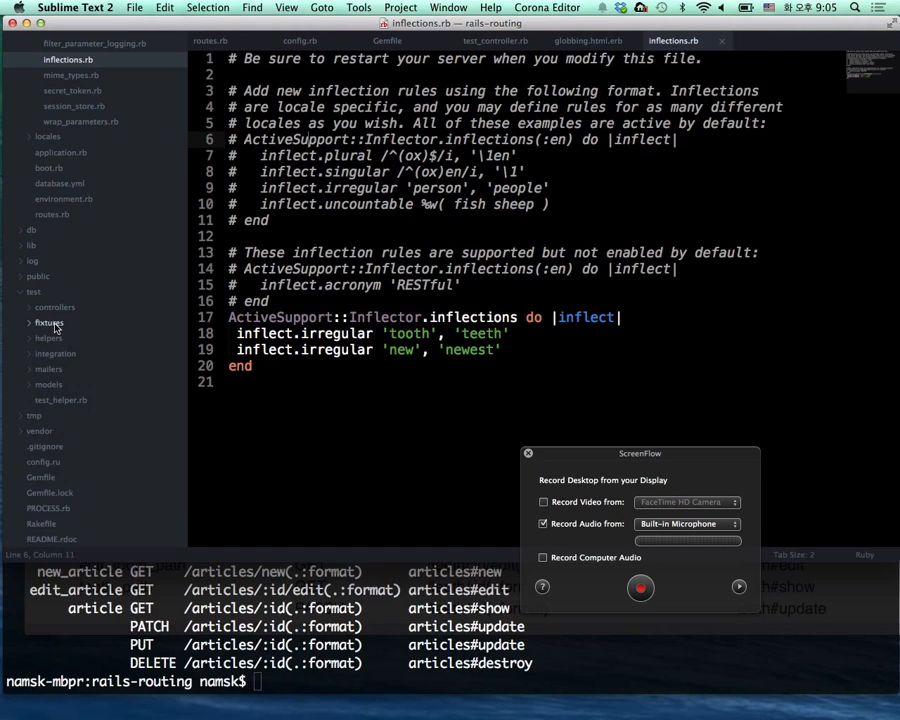 Sublime Text 2 File Edit Selection Find View Goto Tools Project Window Help Corona Editor 화 오후 9:05
inflections.rb — rails-routing
routes.rb config.rb Gemfile test_controller.rb globbing.html.erb inflections.rb
filter_parameter_logging.rb
inflections.rb
mime_types.rb
secret_token.rb
session_store.rb
wrap_parameters.rb
locales
application.rb
boot.rb
database.yml
environment.rb
routes.rb
db
lib
log
public
test
controllers
fixtures
helpers
integration
mailers
models
test_helper.rb
tmp
vendor
.gitignore
config.ru
Gemfile
Gemfile.lock
PROCESS.rb
Rakefile
README.rdoc
1 # Be sure to restart your server when you modify this file.
2
3 # Add new inflection rules using the following format. Inflections
4 # are locale specific, and you may define rules for as many different
5 # locales as you wish. All of these examples are active by default:
6 # ActiveSupport::Inflector.inflections(:en) do |inflect|
7 #   inflect.plural /^(ox)$/i, '\1en'
8 #   inflect.singular /^(ox)en/i, '\1'
9 #   inflect.irregular 'person', 'people'
10 #   inflect.uncountable %w( fish sheep )
11 # end
12
13 # These inflection rules are supported but not enabled by default:
14 # ActiveSupport::Inflector.inflections(:en) do |inflect|
15 #   inflect.acronym 'RESTful'
16 # end
17 ActiveSupport::Inflector.inflections do |inflect|
18  inflect.irregular 'tooth', 'teeth'
19  inflect.irregular 'new', 'newest'
20 end
21
ScreenFlow
Record Desktop from your Display
Record Video from: FaceTime HD Camera
Record Audio from: Built-in Microphone
Record Computer Audio
?
Line 6, Column 11 Tab Size: 2 Ruby
new_article GET /articles/new(.:format) articles#new
edit_article GET /articles/:id/edit(.:format) articles#edit
article GET /articles/:id(.:format) articles#show
PATCH /articles/:id(.:format) articles#update
PUT /articles/:id(.:format) articles#update
DELETE /articles/:id(.:format) articles#destroy
namsk-mbpr:rails-routing namsk$